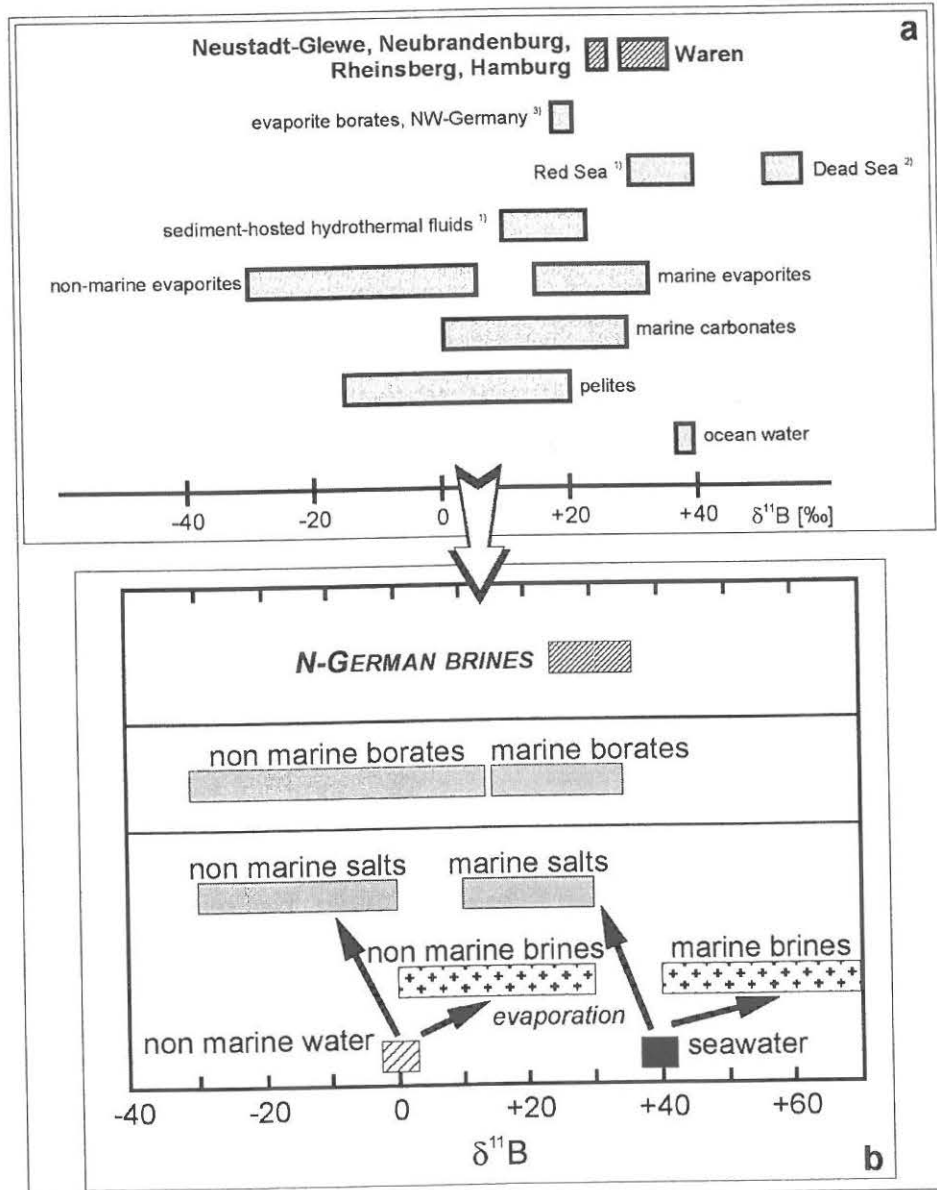 a
Neustadt-Glewe, Neubrandenburg,
Rheinsberg, Hamburg Waren
evaporite borates, NW-Germany ³⁾
Red Sea ¹⁾ Dead Sea ²⁾
sediment-hosted hydrothermal fluids ¹⁾
non-marine evaporites marine evaporites
marine carbonates
pelites
ocean water
-40 -20 0 +20 +40 δ¹¹B [‰]
N-GERMAN BRINES
non marine borates marine borates
non marine salts marine salts
non marine brines marine brines
evaporation
non marine water seawater
-40 -20 0 +20 +40 +60
δ¹¹B
b